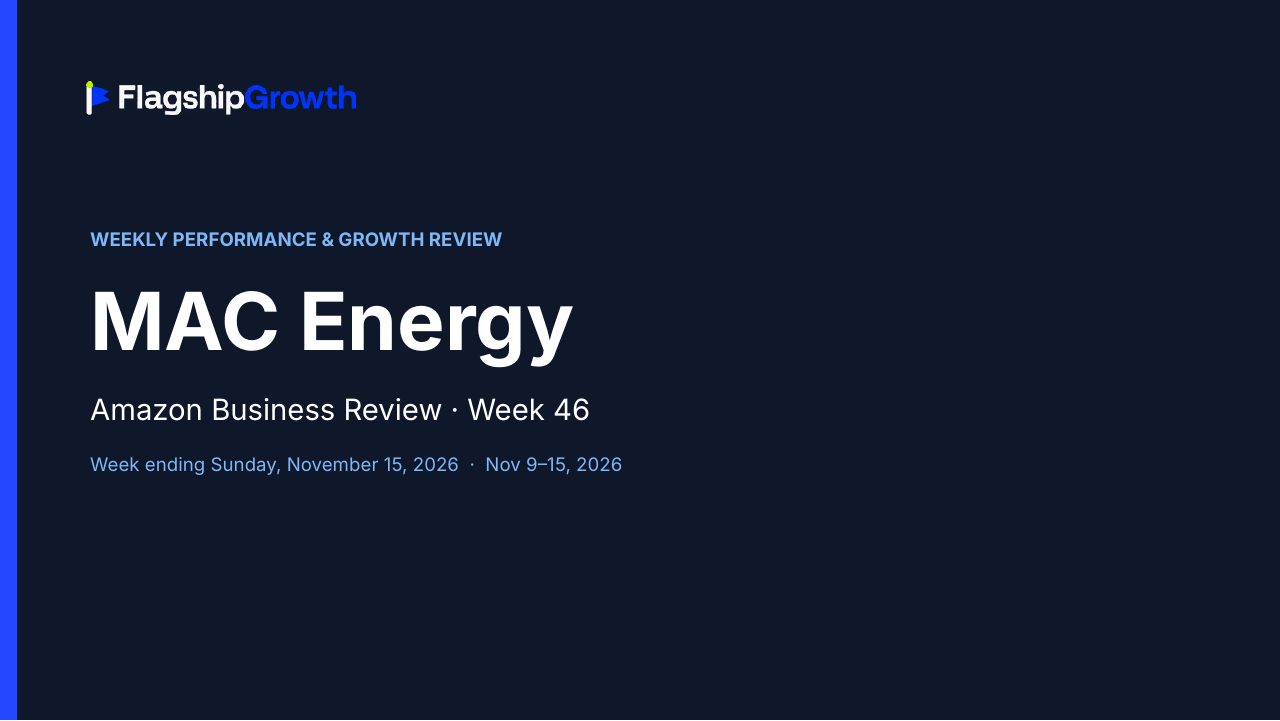 FlagshipGrowth
WEEKLY PERFORMANCE & GROWTH REVIEW
MAC Energy
Amazon Business Review · Week 46
Week ending Sunday, November 15, 2026 · Nov 9–15, 2026